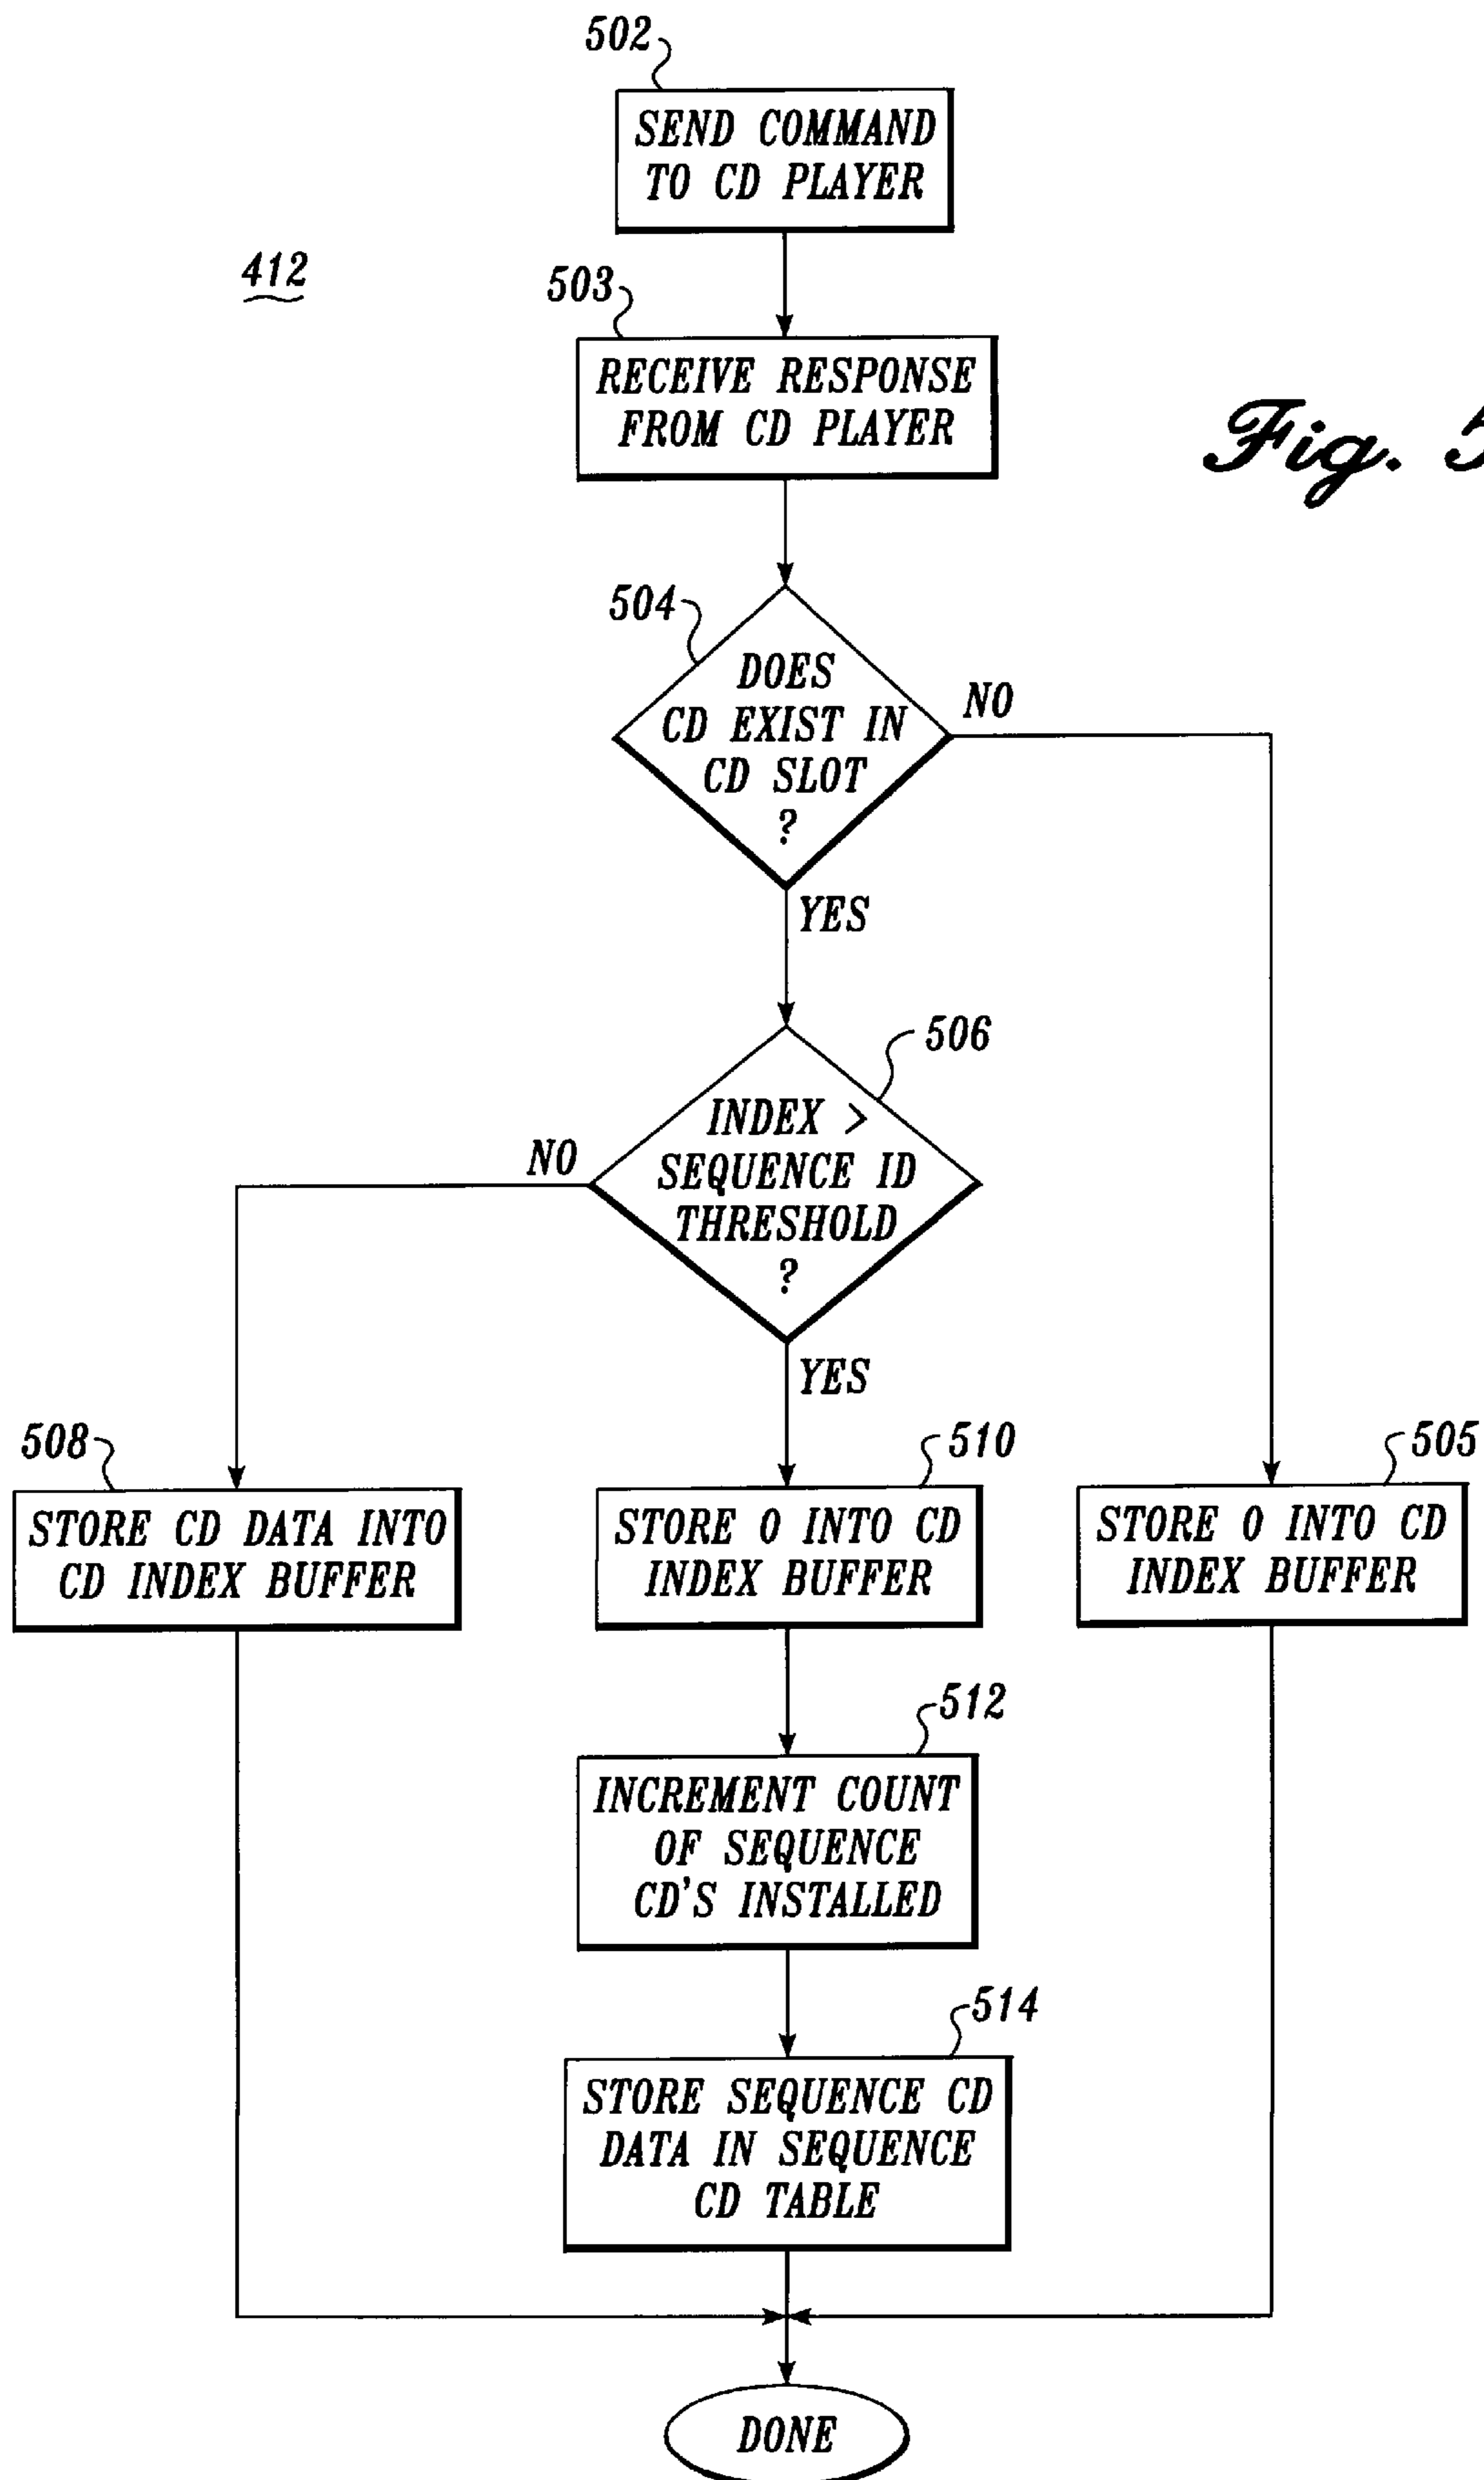 502
SEND COMMAND
TO CD PLAYER
412
503
RECEIVE RESPONSE
FROM CD PLAYER
Fig. 5
504
DOES
CD EXIST IN
CD SLOT
?
NO
YES
506
INDEX >
SEQUENCE ID
THRESHOLD
?
NO
YES
508
STORE CD DATA INTO
CD INDEX BUFFER
510
STORE 0 INTO CD
INDEX BUFFER
505
STORE 0 INTO CD
INDEX BUFFER
512
INCREMENT COUNT
OF SEQUENCE
CD'S INSTALLED
514
STORE SEQUENCE CD
DATA IN SEQUENCE
CD TABLE
DONE